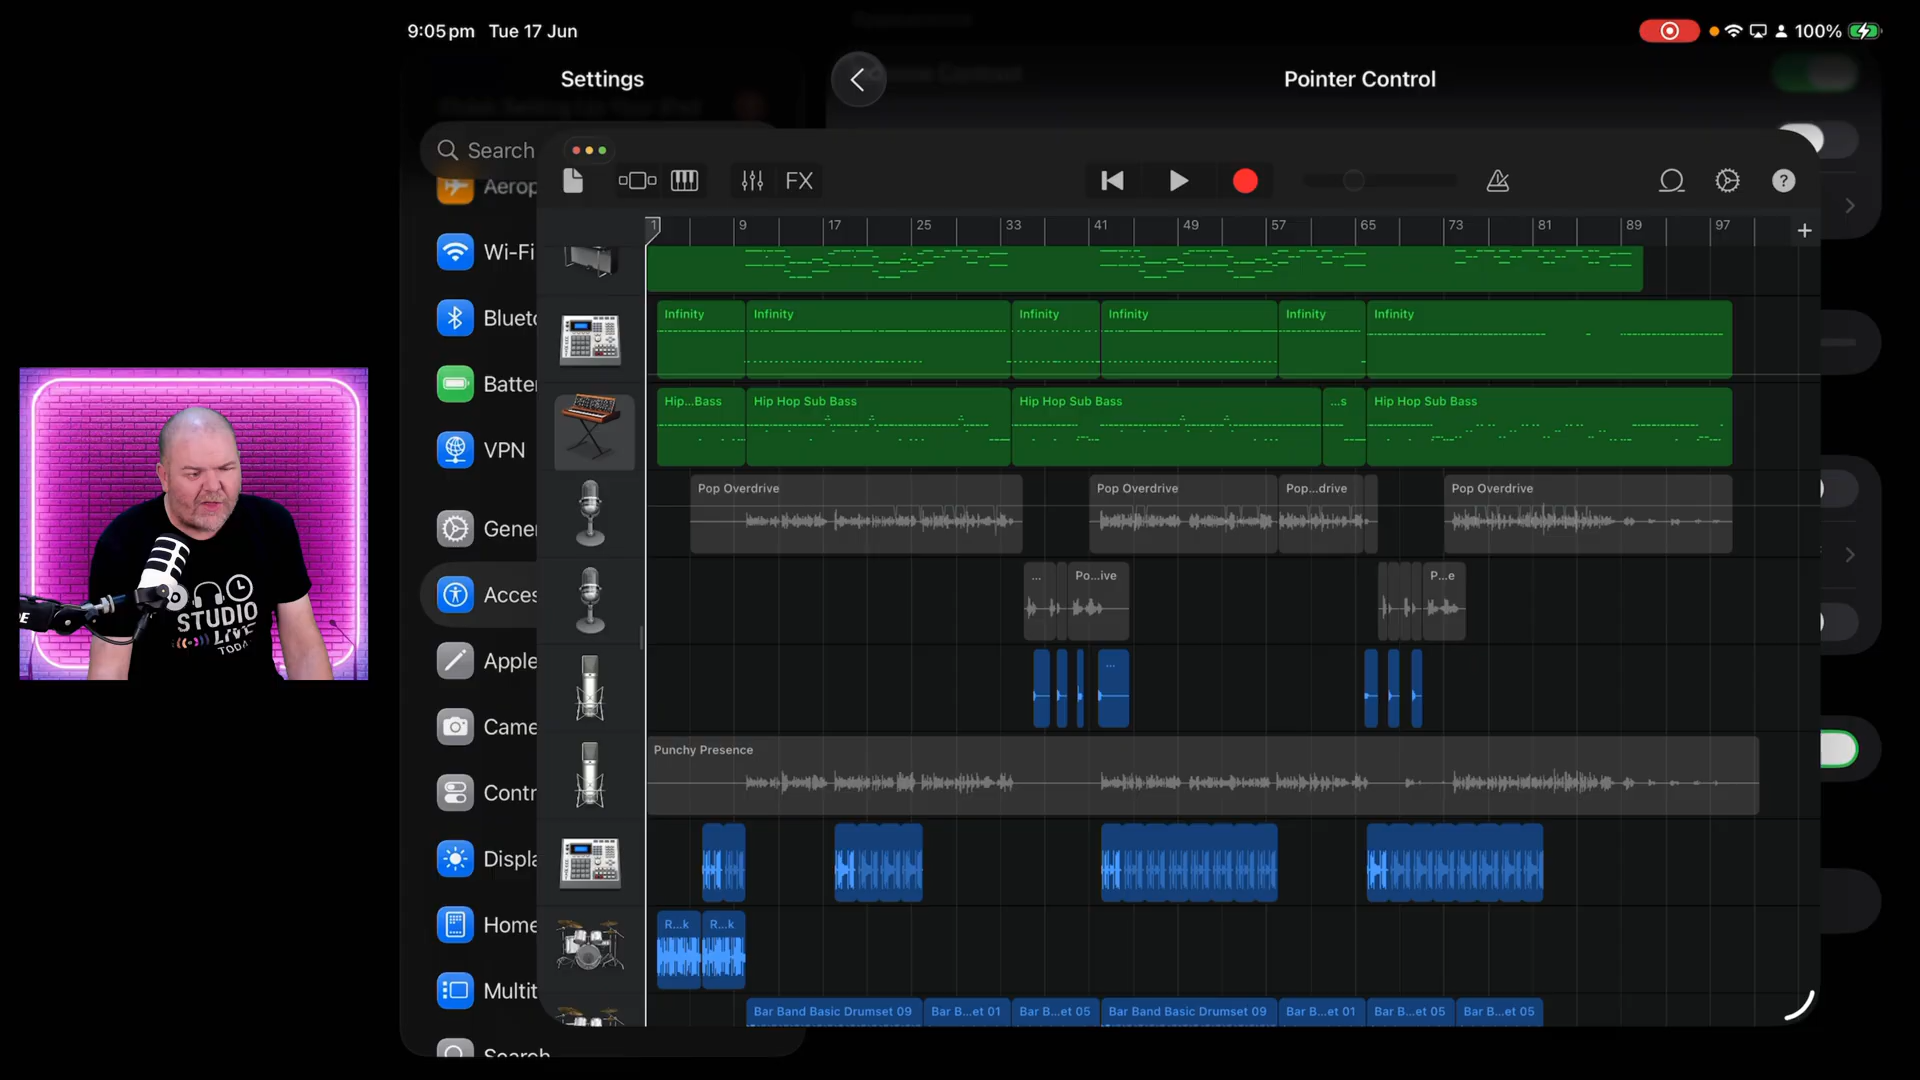 9:05 pm Tue 17 Jun
100%
Settings
Pointer Control
Search
Aerop
Wi-Fi
Blueto
Batter
VPN
Gener
Acces
Apple
Came
Contr
Displa
Home
Multit
Search
FX
?
1 9 17 25 33 41 49 57 65 73 81 89 97
+
Infinity Infinity Infinity Infinity Infinity Infinity
Hip...Bass Hip Hop Sub Bass Hip Hop Sub Bass ...s Hip Hop Sub Bass
Pop Overdrive Pop Overdrive Pop...drive Pop Overdrive
... Po...ive P...e
...
Punchy Presence
R...k R...k
Bar Band Basic Drumset 09 Bar B...et 01 Bar B...et 05 Bar Band Basic Drumset 09 Bar B...et 01 Bar B...et 05 Bar B...et 05
STUDIO
LIVE
TODAY